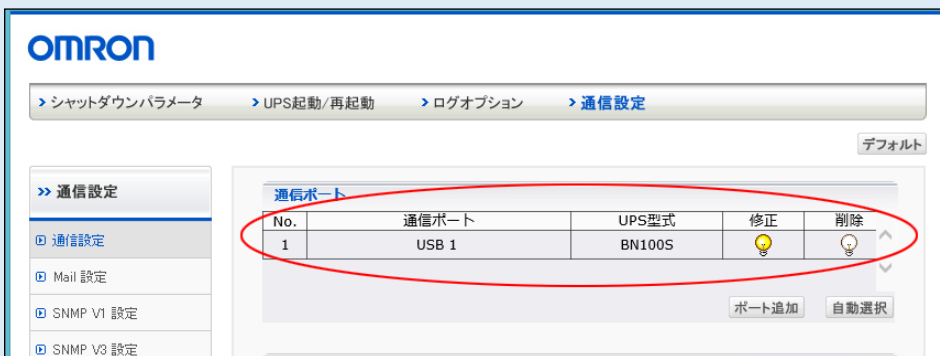 OMRON
シャットダウンパラメータ UPS起動/再起動 ログオプション 通信設定
デフォルト
通信設定
通信ポート
No. 通信ポート UPS型式 修正 削除
1 USB 1 BN100S
通信設定
Mail 設定
SNMP V1 設定
ポート追加 自動選択
SNMP V3 設定